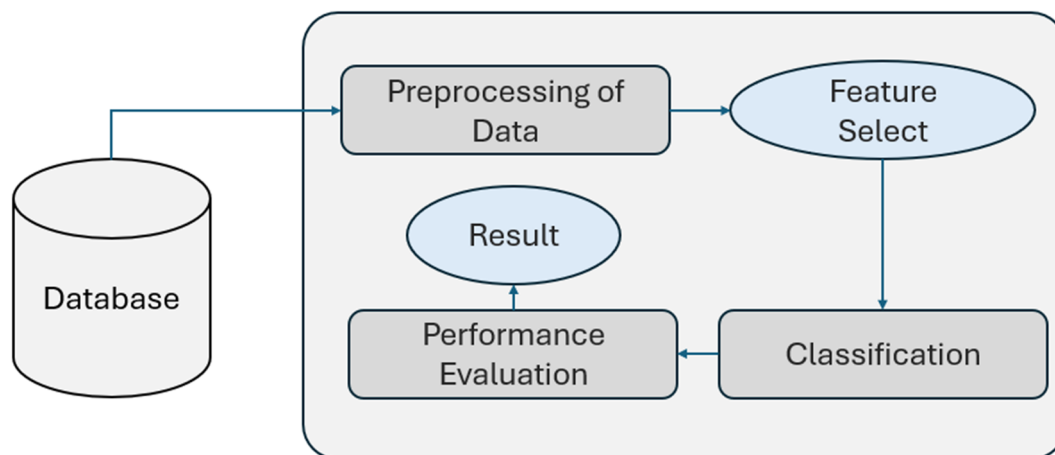 Preprocessing of
Data
Feature
Select
Result
Database
Performance
Evaluation
Classification